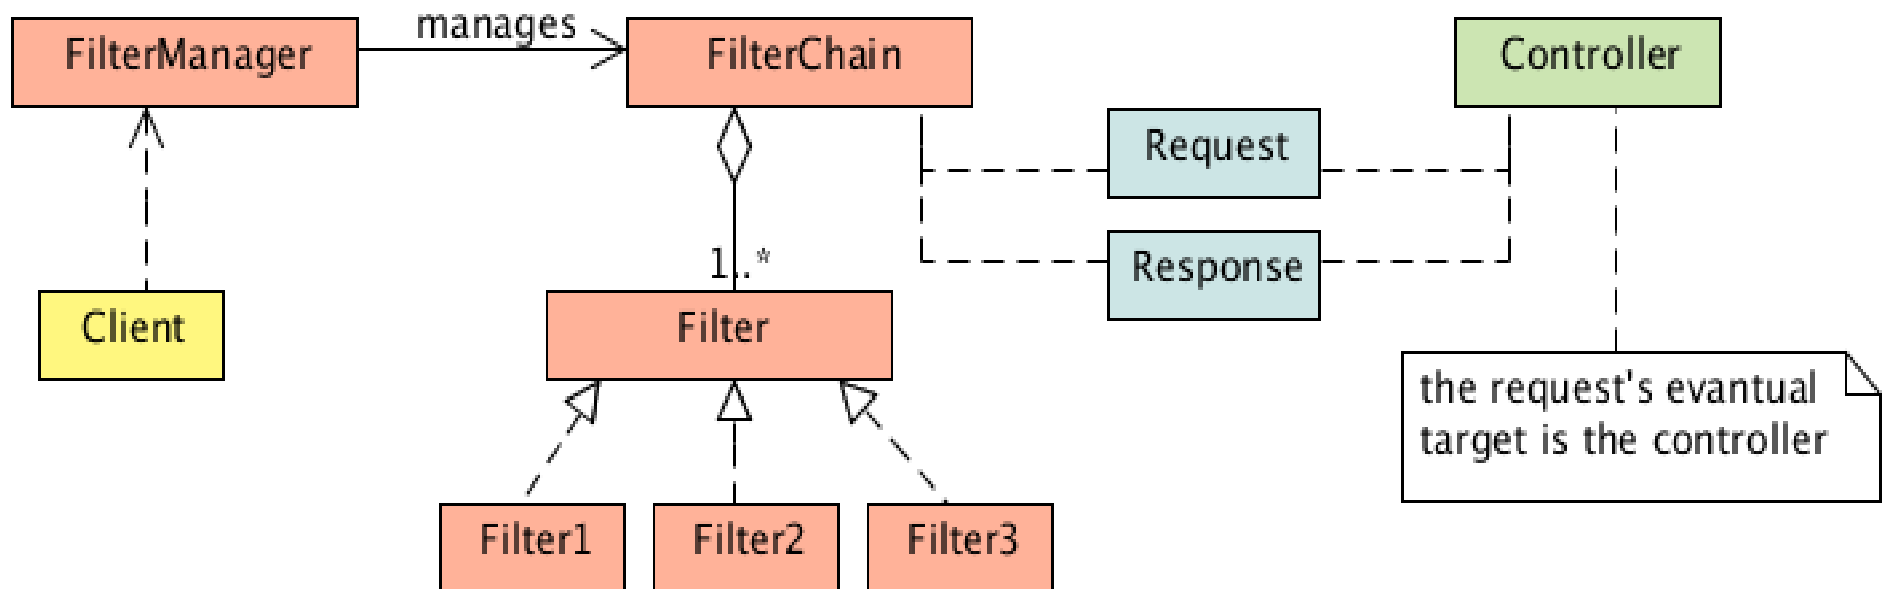 manages
FilterManager
FilterChain
Controller
Request
1..*
Response
Client
Filter
the request's evantual
target is the controller
Filter1
Filter2
Filter3